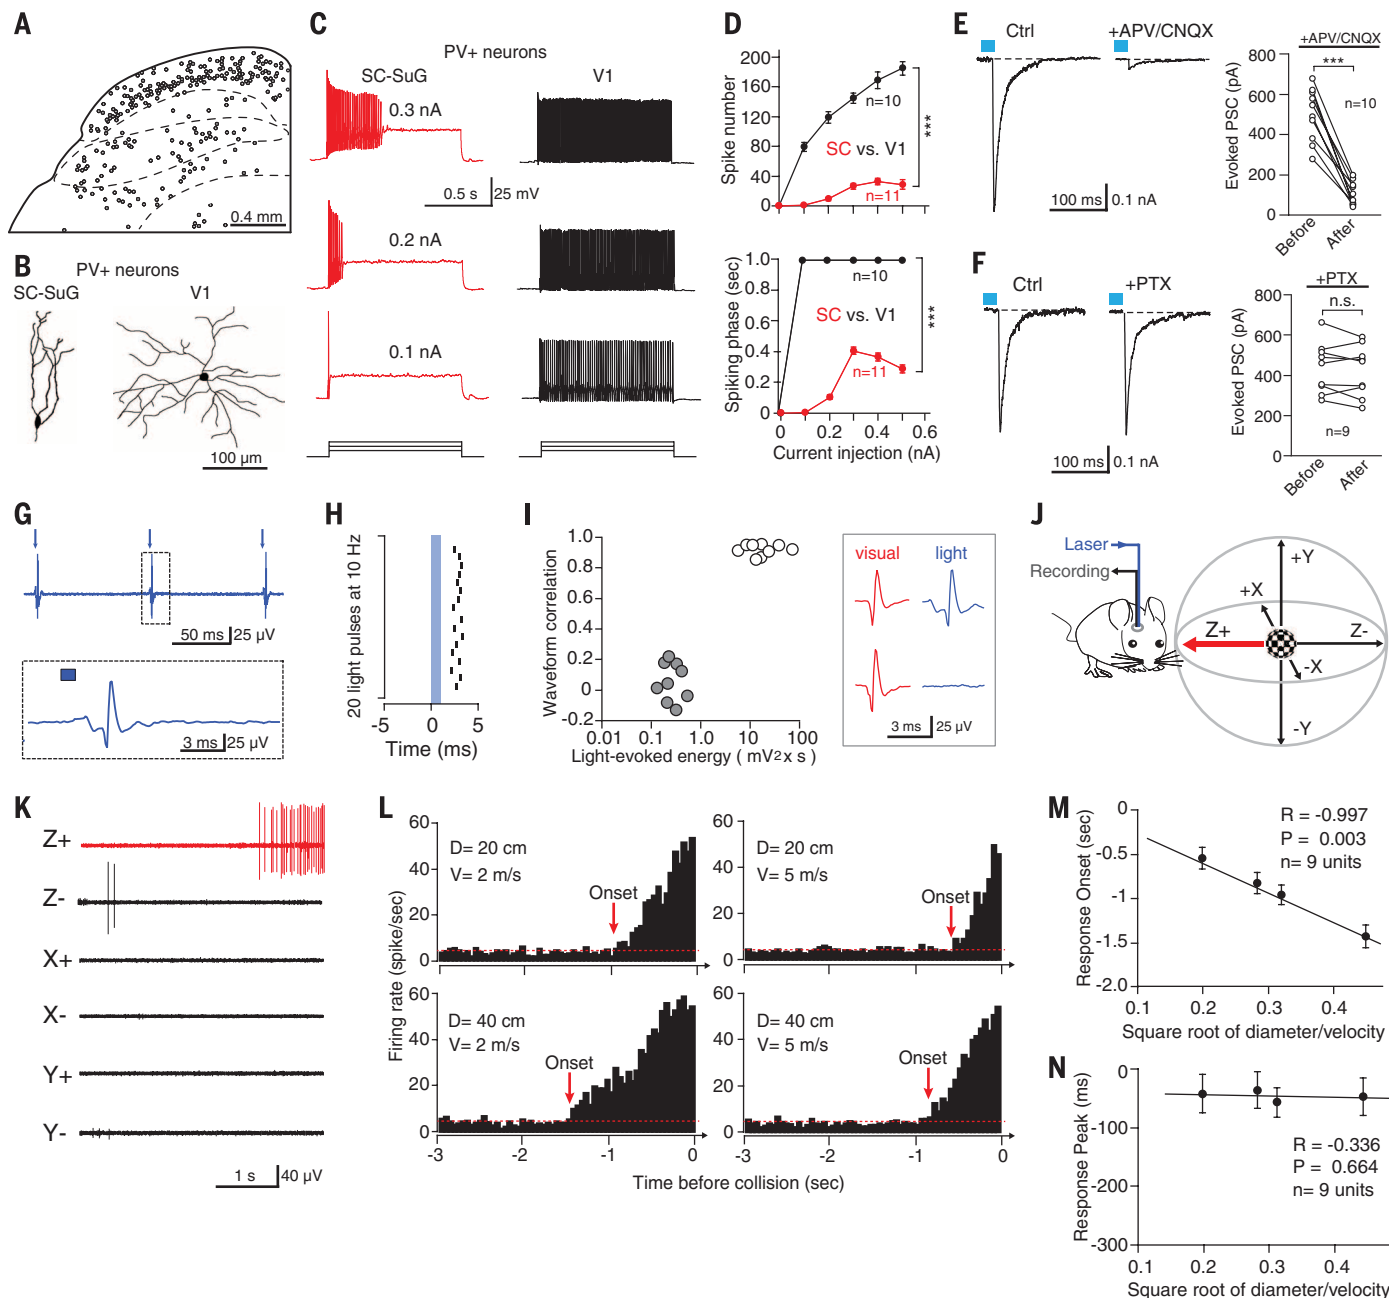 A
0.4 mm
B
PV+ neurons
SC-SuG
V1
100 µm
C
PV+ neurons
SC-SuG
V1
0.3 nA
0.5 s
25 mV
0.2 nA
0.1 nA
D
Spike number
200
160
120
80
40
0
n=10
SC vs. V1
n=11
***
Spiking phase (sec)
1.0
0.8
0.6
0.4
0.2
0
n=10
SC vs. V1
n=11
***
0
0.2
0.4
0.6
Current injection (nA)
E
Ctrl
+APV/CNQX
100 ms
0.1 nA
+APV/CNQX
Evoked PSC (pA)
800
600
400
200
0
***
n=10
Before
After
F
Ctrl
+PTX
100 ms
0.1 nA
+PTX
Evoked PSC (pA)
800
600
400
200
0
n.s.
n=9
Before
After
G
50 ms
25 µV
3 ms
25 µV
H
20 light pulses at 10 Hz
-5
0
5
Time (ms)
I
Waveform correlation
1.0
0.8
0.6
0.4
0.2
0
-0.2
0.01
0.1
1.0
10
100
Light-evoked energy ( mV2x s )
visual
light
3 ms
25 µV
J
Laser
Recording
+Y
+X
Z+
Z-
-X
-Y
K
Z+
Z-
X+
X-
Y+
Y-
1 s
40 µV
L
Firing rate (spike/sec)
60
40
20
0
D= 20 cm
V= 2 m/s
Onset
-3
-2
-1
0
60
40
20
0
D= 20 cm
V= 5 m/s
Onset
-3
-2
-1
0
60
40
20
0
D= 40 cm
V= 2 m/s
Onset
-3
-2
-1
0
60
40
20
0
D= 40 cm
V= 5 m/s
Onset
-3
-2
-1
0
Time before collision (sec)
M
Response Onset (sec)
0
-0.5
-1
-1.5
-2.0
R = -0.997
P = 0.003
n= 9 units
0.1
0.2
0.3
0.4
Square root of diameter/velocity
N
Response Peak (ms)
0
-100
-200
-300
R = -0.336
P = 0.664
n= 9 units
0.1
0.2
0.3
0.4
Square root of diameter/velocity